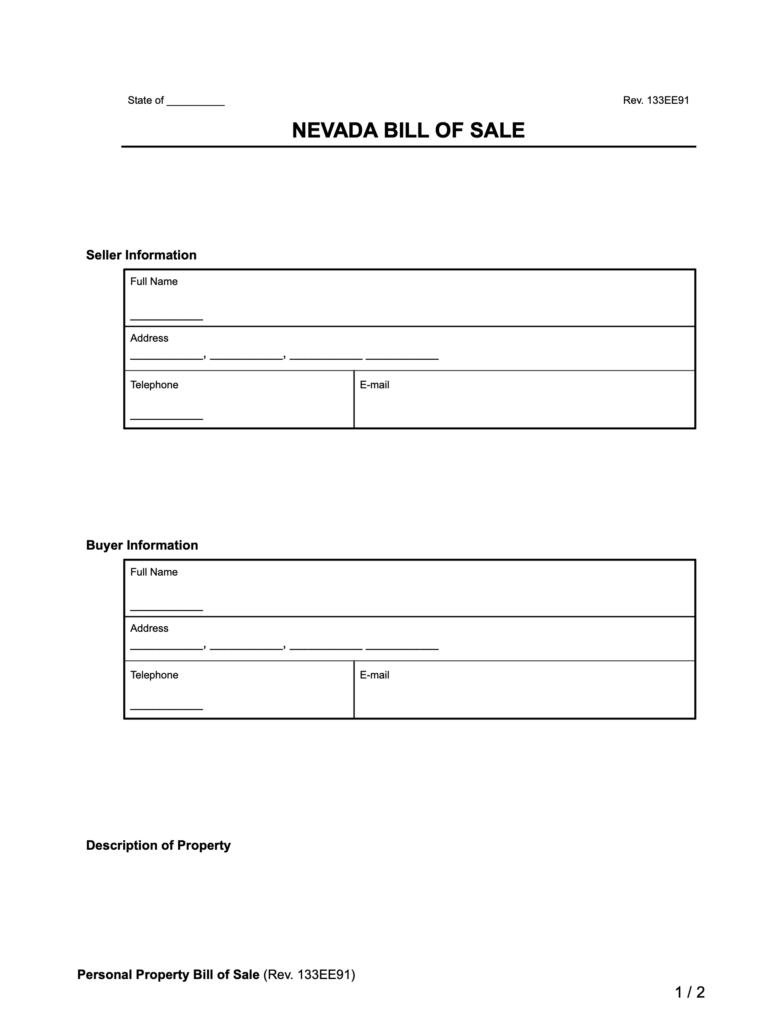 State of __________ Rev. 133EE91
NEVADA BILL OF SALE
Seller Information
Full Name
____________
Address
____________, ____________, ____________ ____________
Telephone E-mail
____________
Buyer Information
Full Name
____________
Address
____________, ____________, ____________ ____________
Telephone E-mail
____________
Description of Property
Personal Property Bill of Sale (Rev. 133EE91)
1 / 2